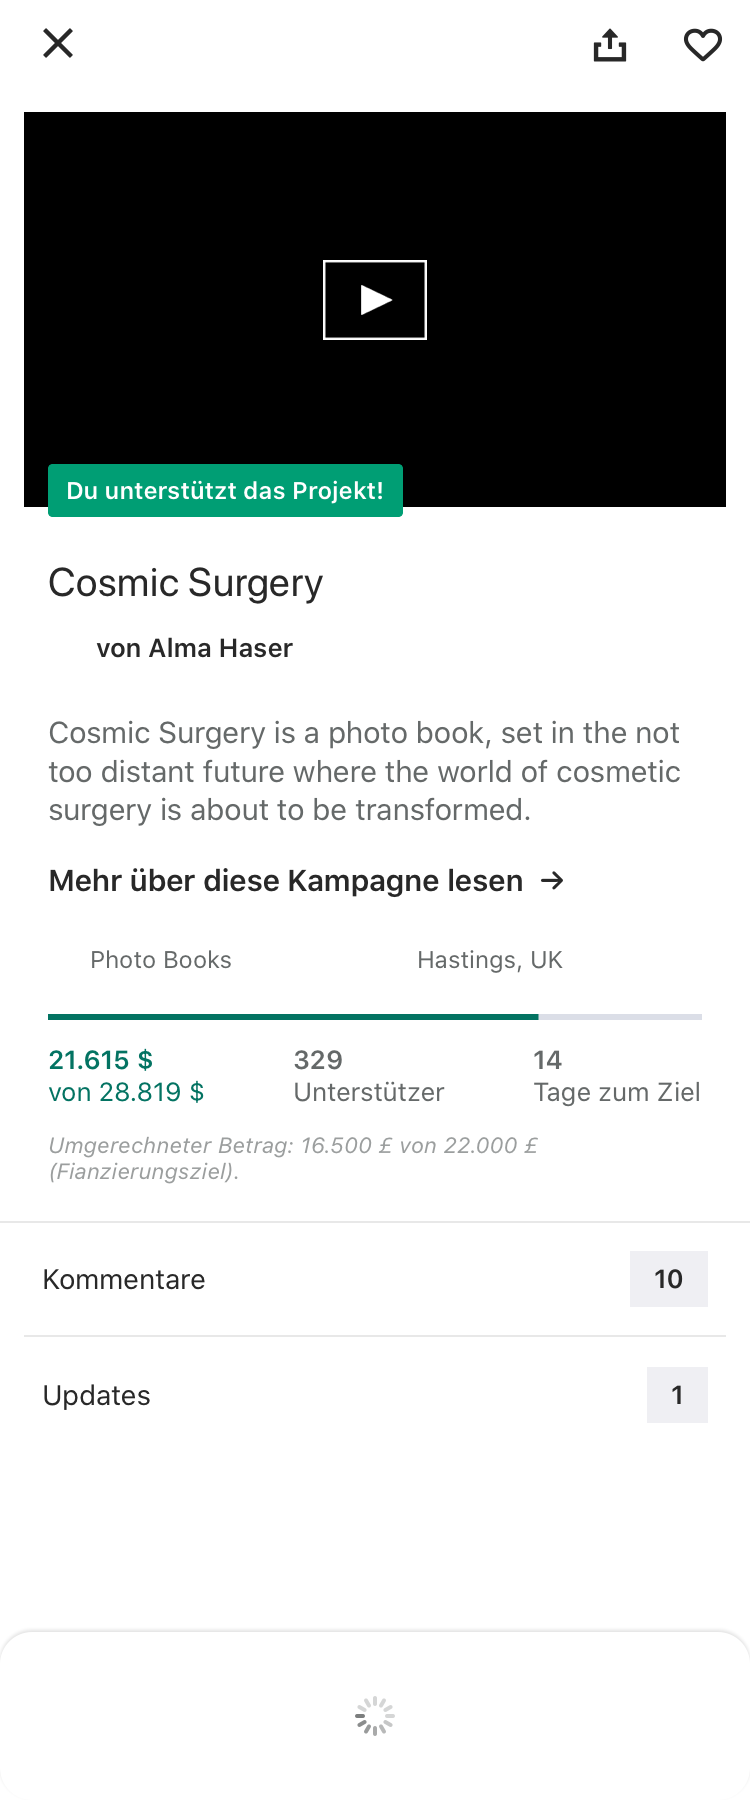 Du unterstützt das Projekt!
Cosmic Surgery
von Alma Haser
Cosmic Surgery is a photo book, set in the not
too distant future where the world of cosmetic
surgery is about to be transformed.
Mehr über diese Kampagne lesen →
Photo Books
Hastings, UK
21.615 $
von 28.819 $
329
Unterstützer
14
Tage zum Ziel
Umgerechneter Betrag: 16.500 £ von 22.000 £
(Fianzierungsziel).
Kommentare
10
Updates
1